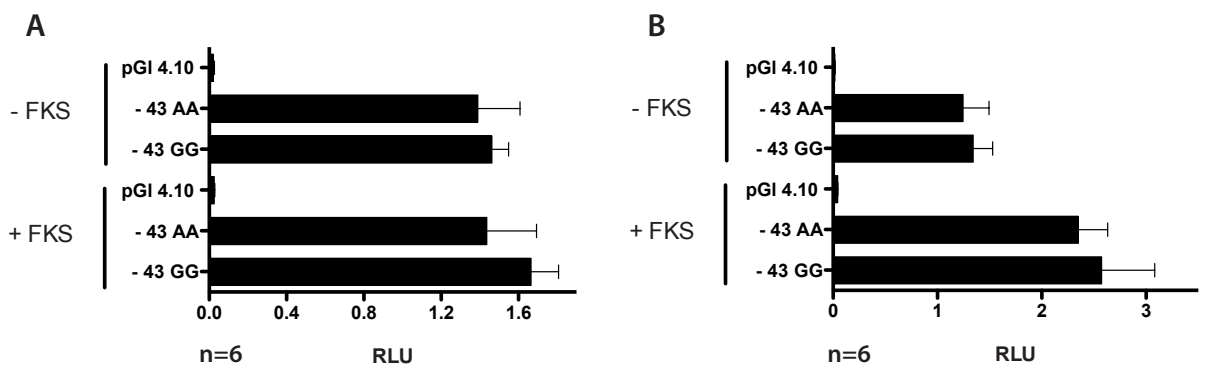 A
- FKS
pGl 4.10
- 43 AA
- 43 GG
+ FKS
pGl 4.10
- 43 AA
- 43 GG
0.0 0.4 0.8 1.2 1.6
n=6 RLU
B
- FKS
pGl 4.10
- 43 AA
- 43 GG
+ FKS
pGl 4.10
- 43 AA
- 43 GG
0 1 2 3
n=6 RLU